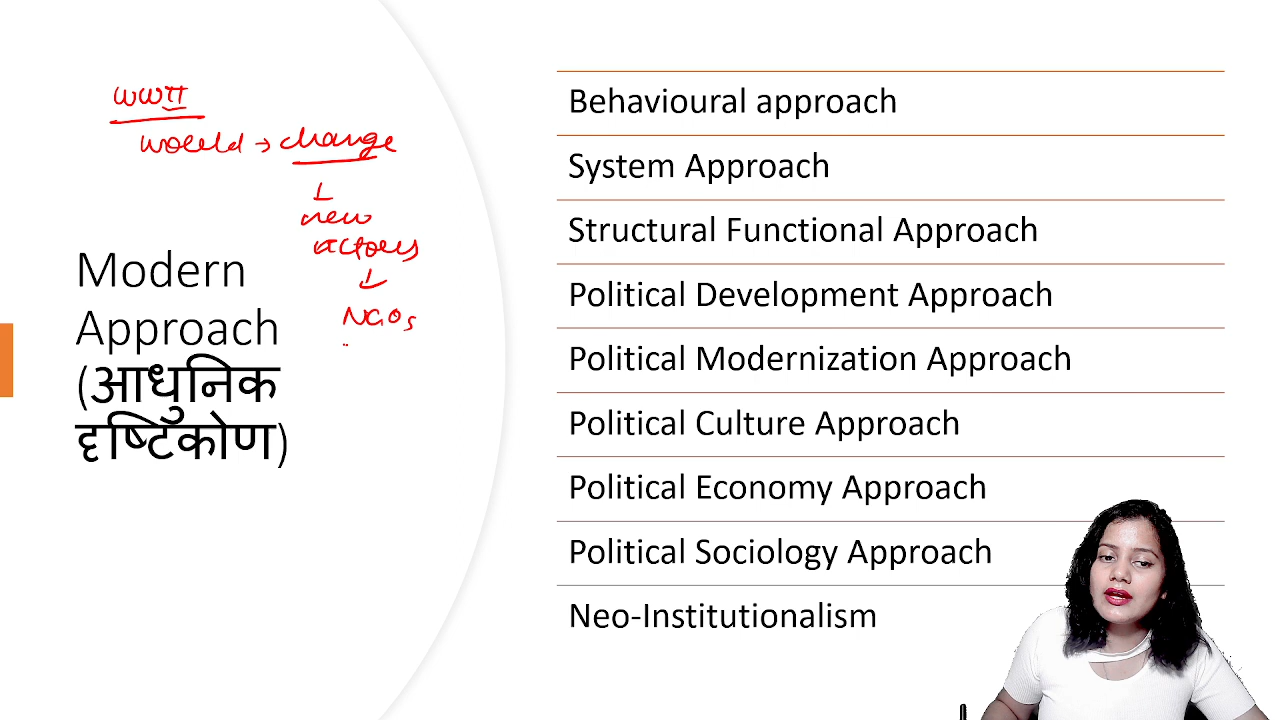 WWII
world → change
↓
new
actors
↓
NGOs
Modern
Approach
(आधुनिक
दृष्टिकोण)
Behavioural approach
System Approach
Structural Functional Approach
Political Development Approach
Political Modernization Approach
Political Culture Approach
Political Economy Approach
Political Sociology Approach
Neo-Institutionalism